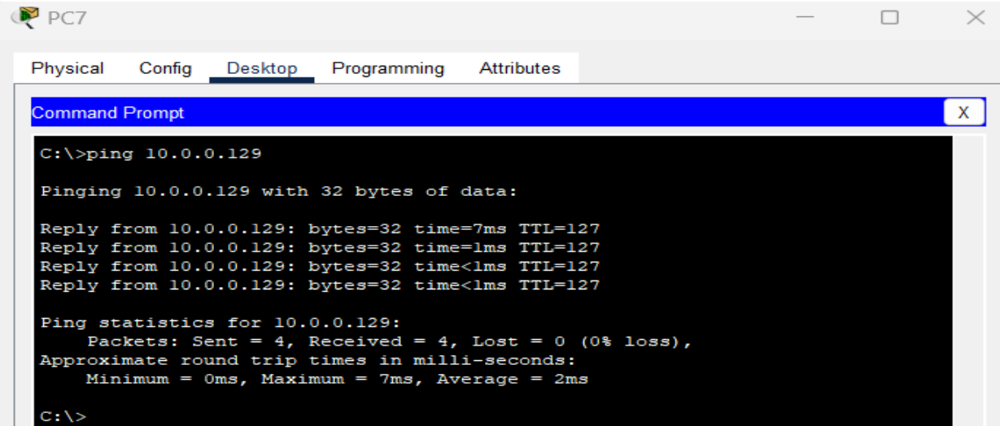 PC7
Physical Config Desktop Programming Attributes
Command Prompt
X
C:\>ping 10.0.0.129
Pinging 10.0.0.129 with 32 bytes of data:
Reply from 10.0.0.129: bytes=32 time=7ms TTL=127
Reply from 10.0.0.129: bytes=32 time=1ms TTL=127
Reply from 10.0.0.129: bytes=32 time<1ms TTL=127
Reply from 10.0.0.129: bytes=32 time<1ms TTL=127
Ping statistics for 10.0.0.129:
Packets: Sent = 4, Received = 4, Lost = 0 (0% loss),
Approximate round trip times in milli-seconds:
Minimum = 0ms, Maximum = 7ms, Average = 2ms
C:\>